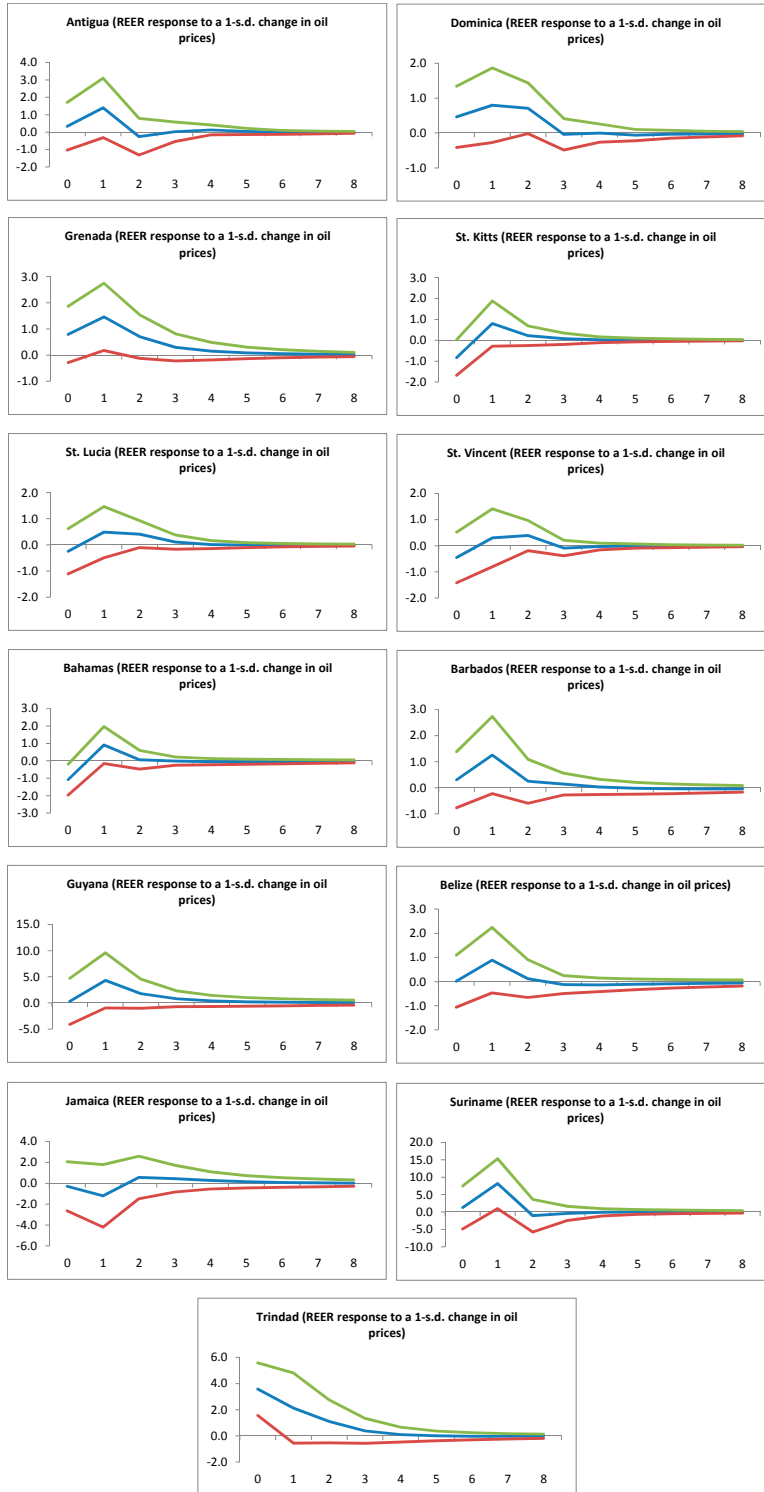 Antigua (REER response to a 1-s.d. change in oil
prices)
4.0
3.0
2.0
1.0
0.0
-1.0
-2.0
0 1 2 3 4 5 6 7 8
Dominica (REER response to a 1-s.d. change in oil
prices)
2.0
1.0
0.0
-1.0
0 1 2 3 4 5 6 7 8
Grenada (REER response to a 1-s.d. change in oil
prices)
3.0
2.0
1.0
0.0
-1.0
0 1 2 3 4 5 6 7 8
St. Kitts (REER response to a 1-s.d. change in oil
prices)
3.0
2.0
1.0
0.0
-1.0
-2.0
0 1 2 3 4 5 6 7 8
St. Lucia (REER response to a 1-s.d. change in oil
prices)
2.0
1.0
0.0
-1.0
-2.0
0 1 2 3 4 5 6 7 8
St. Vincent (REER response to a 1-s.d. change in oil
prices)
2.0
1.0
0.0
-1.0
-2.0
0 1 2 3 4 5 6 7 8
Bahamas (REER response to a 1-s.d. change in oil
prices)
3.0
2.0
1.0
0.0
-1.0
-2.0
-3.0
0 1 2 3 4 5 6 7 8
Barbados (REER response to a 1-s.d. change in oil
prices)
3.0
2.0
1.0
0.0
-1.0
0 1 2 3 4 5 6 7 8
Guyana (REER response to a 1-s.d. change in oil
prices)
15.0
10.0
5.0
0.0
-5.0
0 1 2 3 4 5 6 7 8
Belize (REER response to a 1-s.d. change in oil prices)
3.0
2.0
1.0
0.0
-1.0
-2.0
0 1 2 3 4 5 6 7 8
Jamaica (REER response to a 1-s.d. change in oil
prices)
4.0
2.0
0.0
-2.0
-4.0
-6.0
0 1 2 3 4 5 6 7 8
Suriname (REER response to a 1-s.d. change in oil
prices)
20.0
15.0
10.0
5.0
0.0
-5.0
-10.0
0 1 2 3 4 5 6 7 8
Trindad (REER response to a 1-s.d. change in oil
prices)
6.0
4.0
2.0
0.0
-2.0
0 1 2 3 4 5 6 7 8